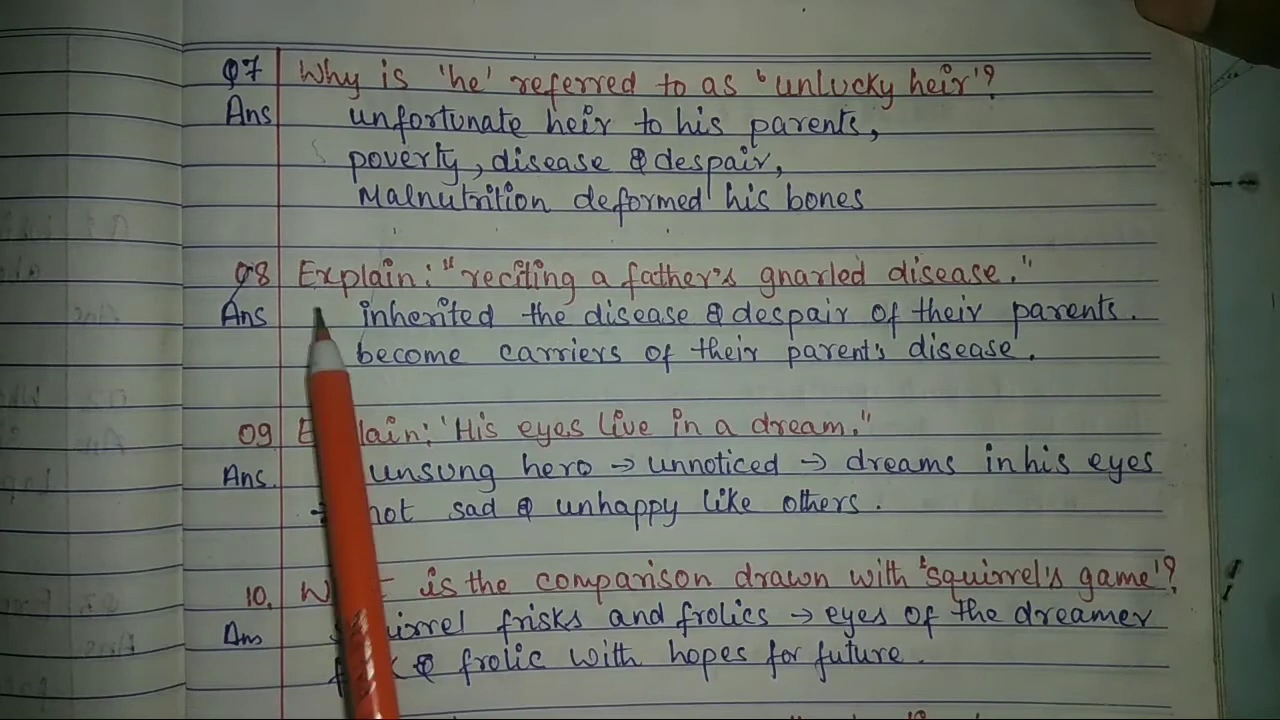 Q7 Why is 'he' referred to as 'unlucky heir'?
Ans unfortunate heir to his parents,
poverty, disease & despair,
Malnutrition deformed his bones
Q8 Explain: "reciting a father's gnarled disease."
Ans inherited the disease & despair of their parents.
become carriers of their parent's disease.
Q9 'His eyes live in a dream."
Ans. unsung hero → unnoticed → dreams in his eyes
→ not sad & unhappy like others.
10. is the comparison drawn with 'squirrel's game'?
Ans frisks and frolics → eyes of the dreamer
& frolic with hopes for future.